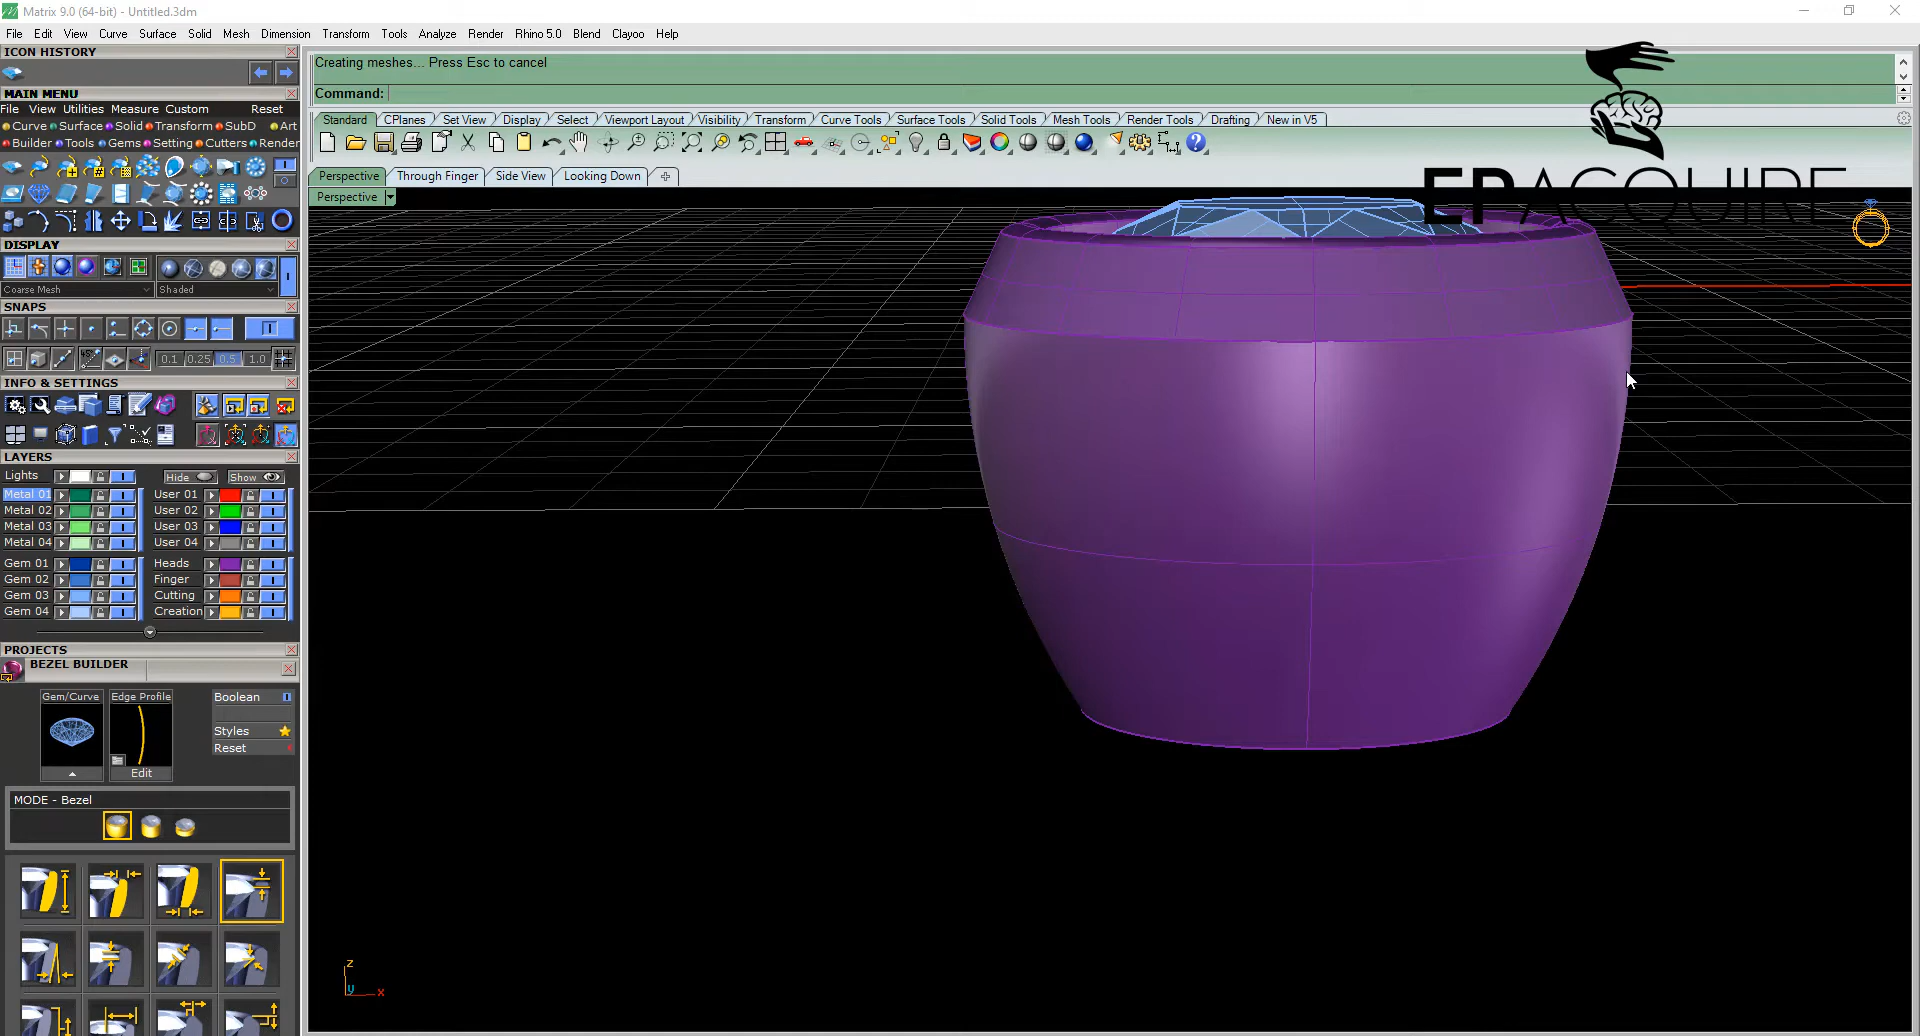 Matrix 9.0 (64-bit) - Untitled.3dm
File Edit View Curve Surface Solid Mesh Dimension Transform Tools Analyze Render Rhino 5.0 Blend Clayoo Help
ICON HISTORY
Creating meshes... Press Esc to cancel
Command:
MAIN MENU
File View Utilities Measure Custom Reset
Curve Surface Solid Transform SubD Art
Builder Tools Gems Setting Cutters Render
Standard CPlanes Set View Display Select Viewport Layout Visibility Transform Curve Tools Surface Tools Solid Tools Mesh Tools Render Tools Drafting New in V5
Perspective Through Finger Side View Looking Down
Perspective
EPACQUIRE
DISPLAY
Coarse Mesh Shaded
SNAPS
0.1 0.25 0.5 1.0
INFO & SETTINGS
LAYERS
Lights Hide Show
Metal 01 User 01
Metal 02 User 02
Metal 03 User 03
Metal 04 User 04
Gem 01 Heads
Gem 02 Finger
Gem 03 Cutting
Gem 04 Creation
PROJECTS
BEZEL BUILDER
Gem/Curve Edge Profile Boolean
Styles
Reset
Edit
MODE - Bezel
z
y x